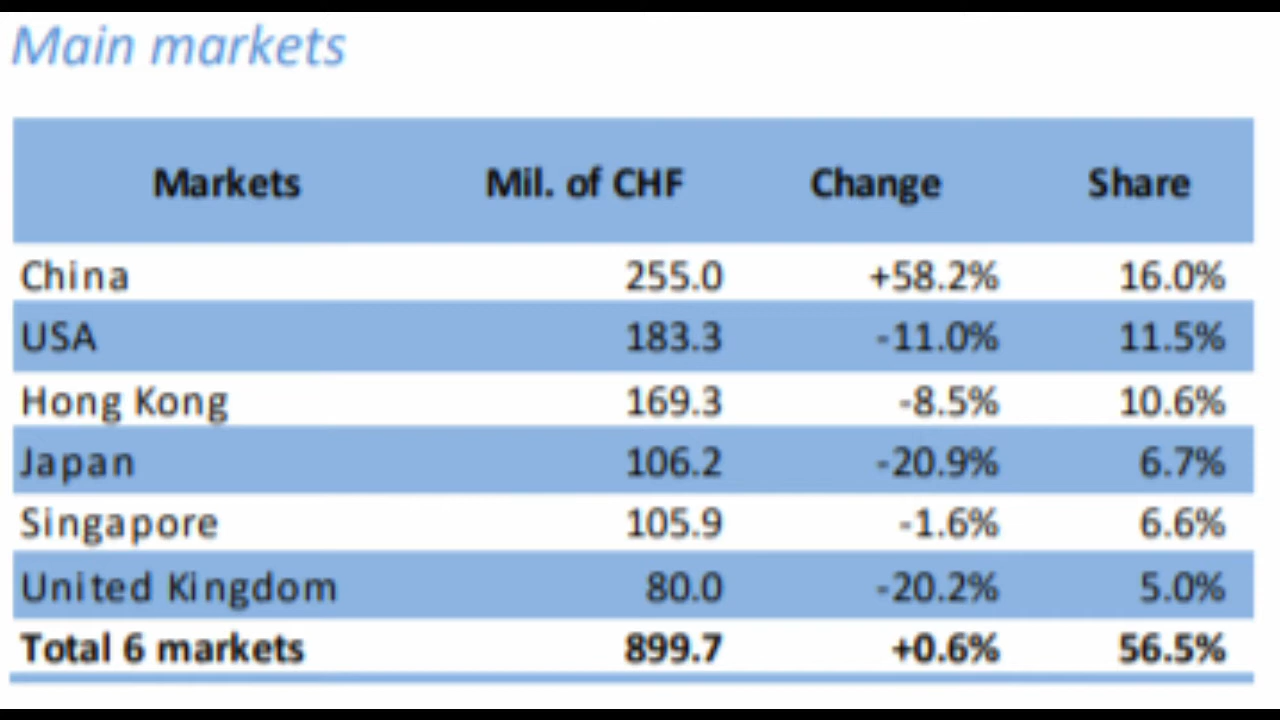 Main markets
Markets Mil. of CHF Change Share
China 255.0 +58.2% 16.0%
USA 183.3 -11.0% 11.5%
Hong Kong 169.3 -8.5% 10.6%
Japan 106.2 -20.9% 6.7%
Singapore 105.9 -1.6% 6.6%
United Kingdom 80.0 -20.2% 5.0%
Total 6 markets 899.7 +0.6% 56.5%